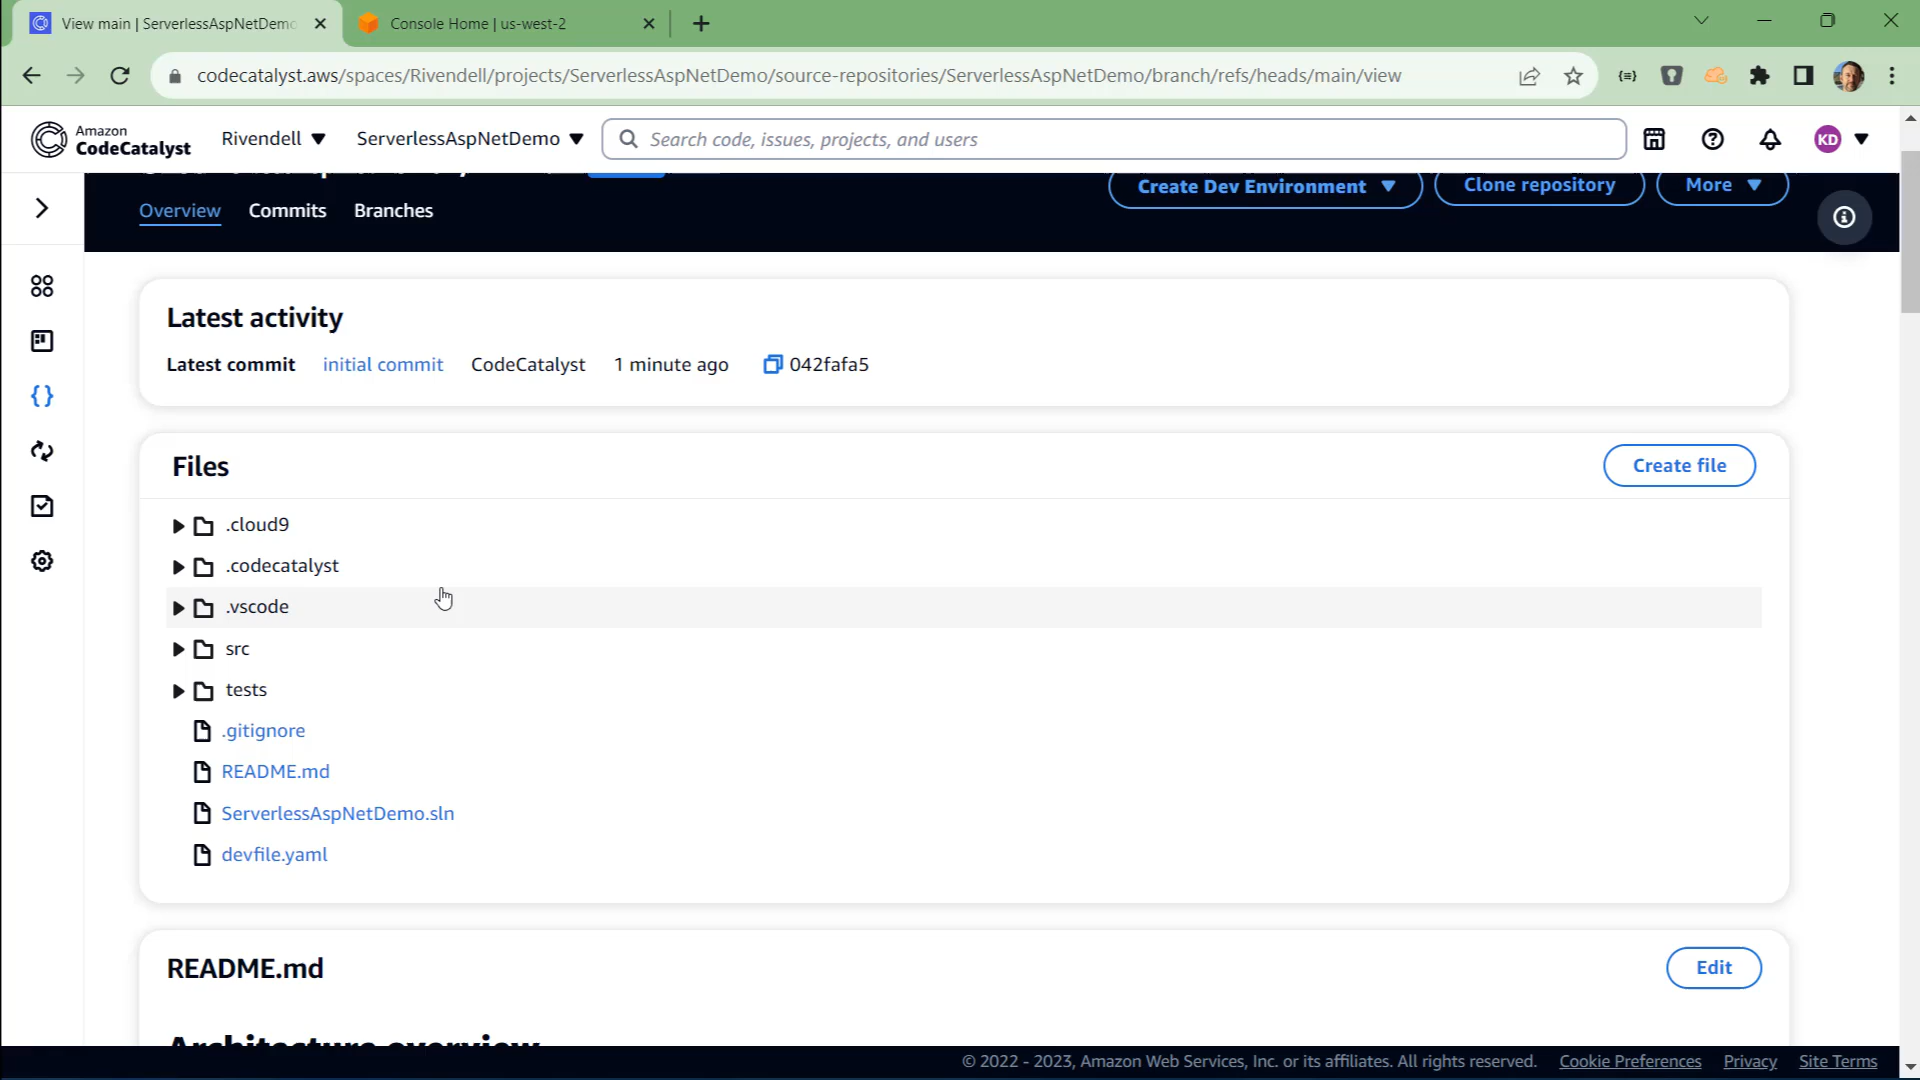 View main | ServerlessAspNetDemo
Console Home | us-west-2
codecatalyst.aws/spaces/Rivendell/projects/ServerlessAspNetDemo/source-repositories/ServerlessAspNetDemo/branch/refs/heads/main/view
Amazon
CodeCatalyst
Rivendell
ServerlessAspNetDemo
Search code, issues, projects, and users
KD
Create Dev Environment
Clone repository
More
Overview
Commits
Branches
Latest activity
Latest commit initial commit CodeCatalyst 1 minute ago 042fafa5
Files
Create file
.cloud9
.codecatalyst
.vscode
src
tests
.gitignore
README.md
ServerlessAspNetDemo.sln
devfile.yaml
README.md
Edit
Architecture overview
© 2022 - 2023, Amazon Web Services, Inc. or its affiliates. All rights reserved. Cookie Preferences Privacy Site Terms